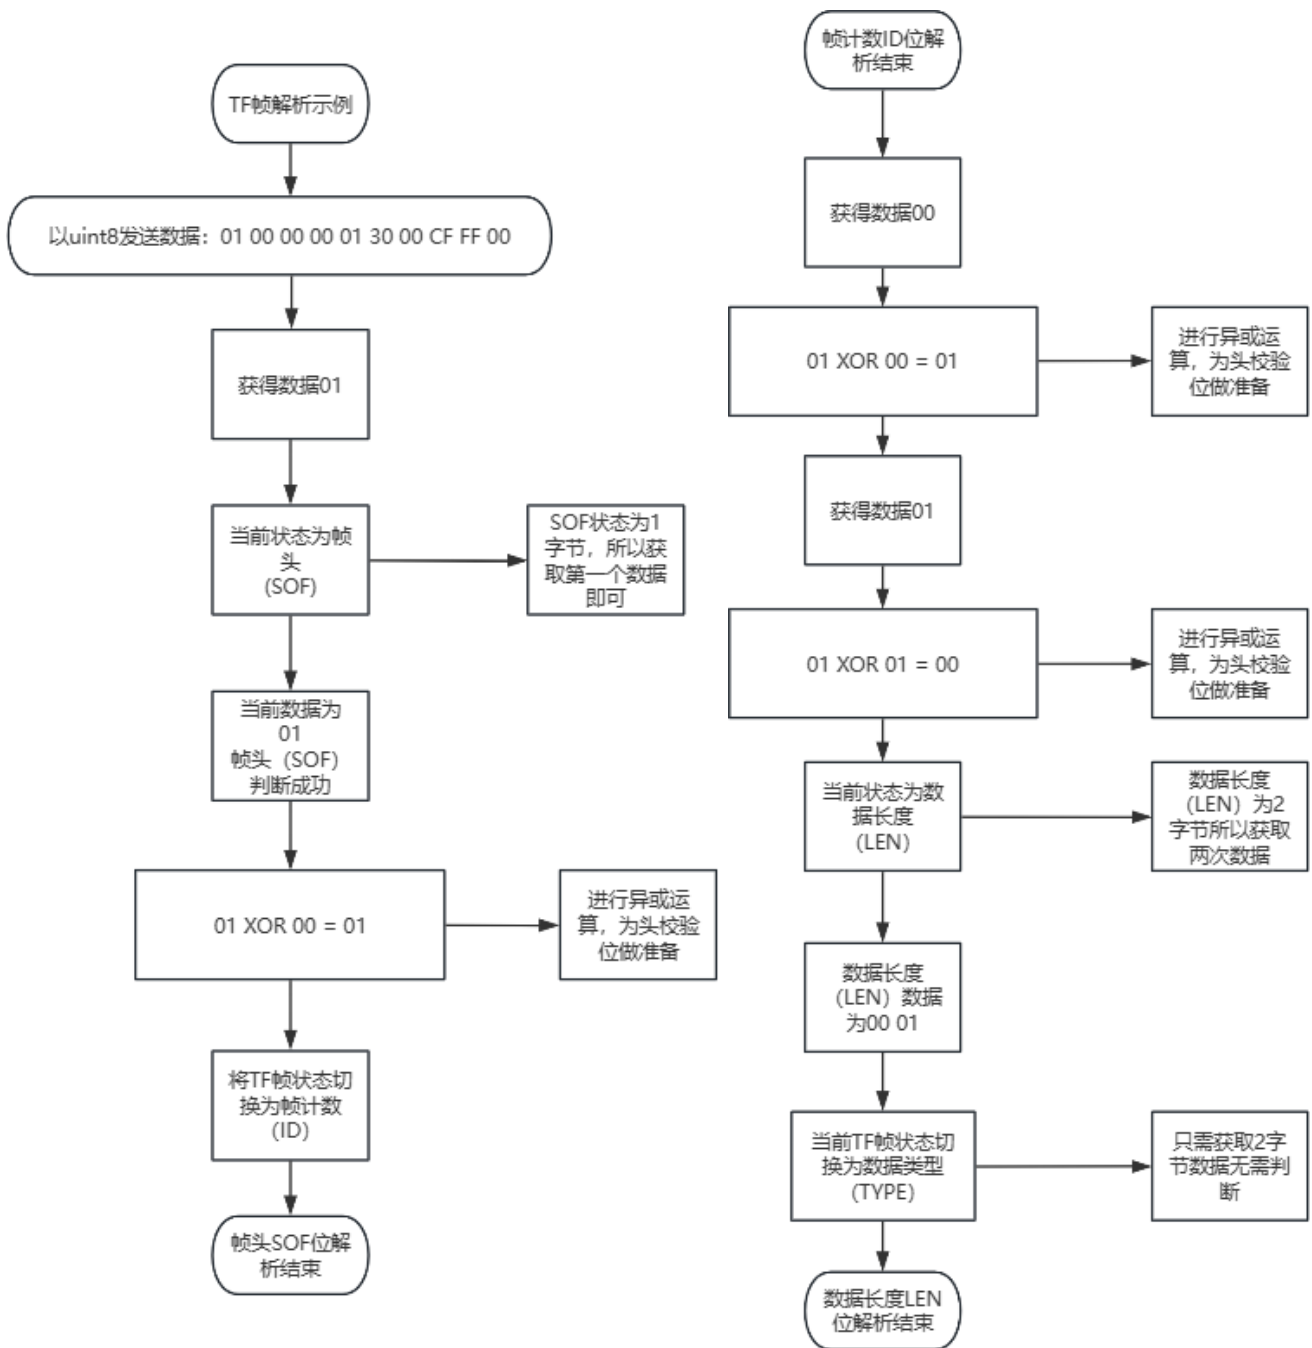 TF帧解析示例
以uint8发送数据：01 00 00 00 01 30 00 CF FF 00
获得数据01
当前状态为帧
头
(SOF)
SOF状态为1
字节，所以获
取第一个数据
即可
当前数据为
01
帧头（SOF）
判断成功
01 XOR 00 = 01
进行异或运
算，为头校验
位做准备
将TF帧状态切
换为帧计数
（ID）
帧头SOF位解
析结束
帧计数ID位解
析结束
获得数据00
01 XOR 00 = 01
进行异或运
算，为头校验
位做准备
获得数据01
01 XOR 01 = 00
进行异或运
算，为头校验
位做准备
当前状态为数
据长度
（LEN）
数据长度
（LEN）为2
字节所以获取
两次数据
数据长度
（LEN）数据
为00 01
当前TF帧状态切
换为数据类型
（TYPE）
只需获取2字
节数据无需判
断
数据长度LEN
位解析结束